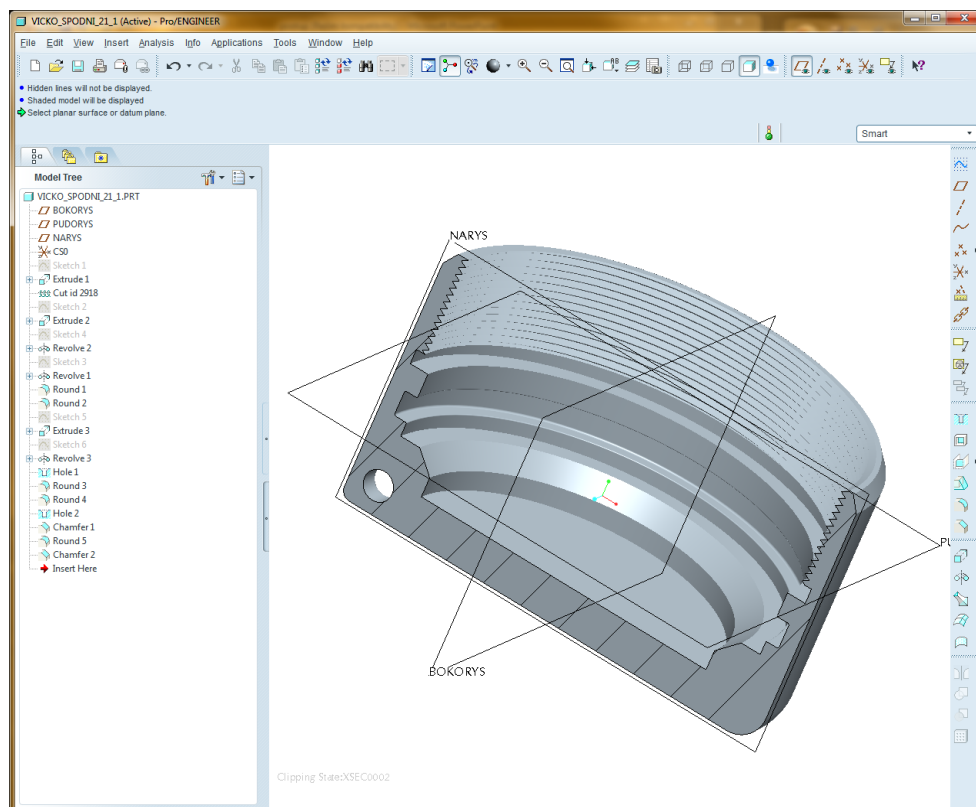 VICKO_SPODNI_21_1 (Active) - Pro/ENGINEER
File Edit View Insert Analysis Info Applications Tools Window Help
Hidden lines will not be displayed.
Shaded model will be displayed
Select planar surface or datum plane.
Smart
Model Tree
VICKO_SPODNI_21_1.PRT
BOKORYS
PUDORYS
NARYS
CS0
Sketch 1
Extrude 1
Cut id 2918
Sketch 2
Extrude 2
Sketch 4
Revolve 2
Sketch 3
Revolve 1
Round 1
Round 2
Sketch 5
Extrude 3
Sketch 6
Revolve 3
Hole 1
Round 3
Round 4
Hole 2
Chamfer 1
Round 5
Chamfer 2
Insert Here
NARYS
PU
BOKORYS
Clipping State:XSEC0002